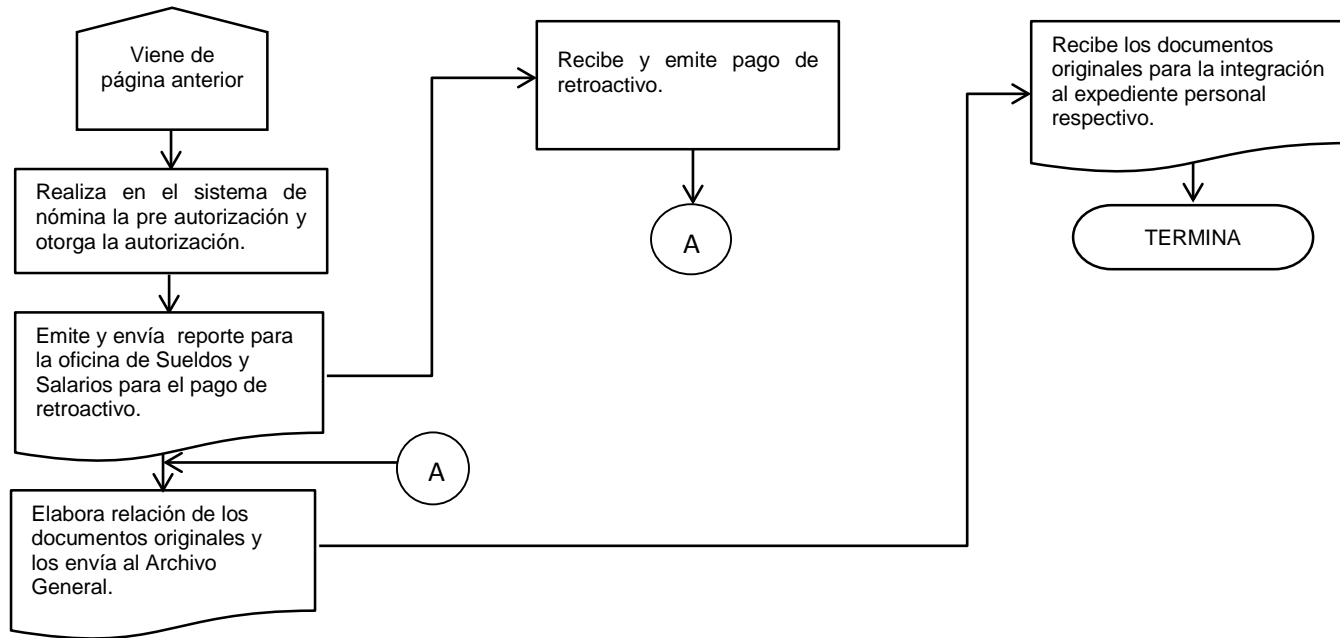 Viene de
página anterior
Realiza en el sistema de
nómina la pre autorización y
otorga la autorización.
Emite y envía reporte para
la oficina de Sueldos y
Salarios para el pago de
retroactivo.
A
Elabora relación de los
documentos originales y
los envía al Archivo
General.
Recibe y emite pago de
retroactivo.
A
Recibe los documentos
originales para la integración
al expediente personal
respectivo.
TERMINA